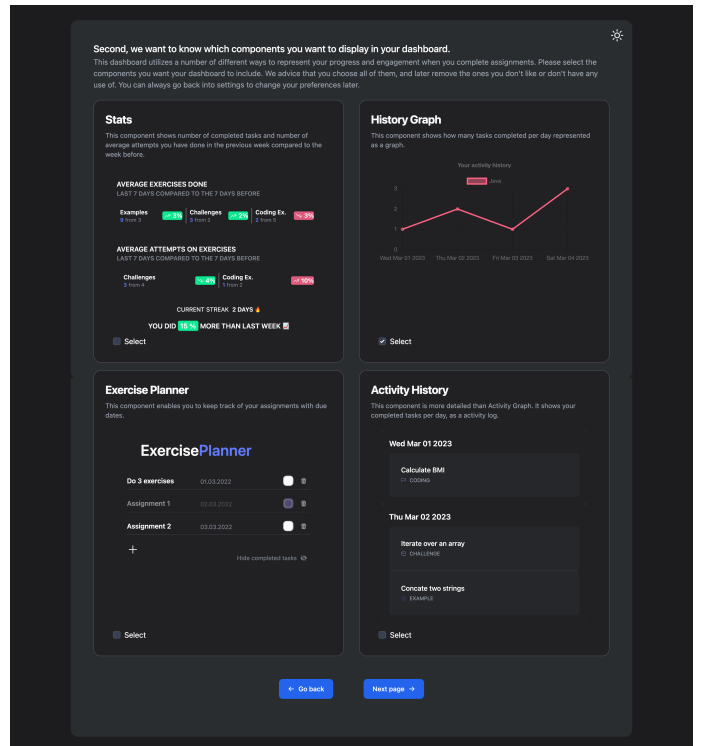 Second, we want to know which components you want to display in your dashboard.
This dashboard utilizes a number of different ways to represent your progress and engagement when you complete assignments. Please select the
components you want your dashboard to include. We advice that you choose all of them, and later remove the ones you don't like or don't have any
use of. You can always go back into settings to change your preferences later.
Stats
This component shows number of completed tasks and number of
average attempts you have done in the previous week compared to the
week before.
AVERAGE EXERCISES DONE
LAST 7 DAYS COMPARED TO THE 7 DAYS BEFORE
Examples 3% Challenges 2% Coding Ex. 3%
9 from 3 3 from 2 2 from 5
AVERAGE ATTEMPTS ON EXERCISES
LAST 7 DAYS COMPARED TO THE 7 DAYS BEFORE
Challenges 4% Coding Ex. 10%
3 from 4 1 from 2
CURRENT STREAK 2 DAYS 🔥
YOU DID 15 % MORE THAN LAST WEEK
Select
History Graph
This component shows how many tasks completed per day represented
as a graph.
Your activity history
Java
3
2
1
0
Wed Mar 01 2023 Thu Mar 02 2023 Fri Mar 03 2023 Sat Mar 04 2023
Select
Exercise Planner
This component enables you to keep track of your assignments with due
dates.
ExercisePlanner
Do 3 exercises 01.03.2022
Assignment 1 02.03.2022
Assignment 2 03.03.2022
+
Hide completed tasks
Select
Activity History
This component is more detailed than Activity Graph. It shows your
completed tasks per day, as a activity log.
Wed Mar 01 2023
Calculate BMI
CODING
Thu Mar 02 2023
Iterate over an array
CHALLENGE
Concate two strings
EXAMPLE
Select
← Go back
Next page →